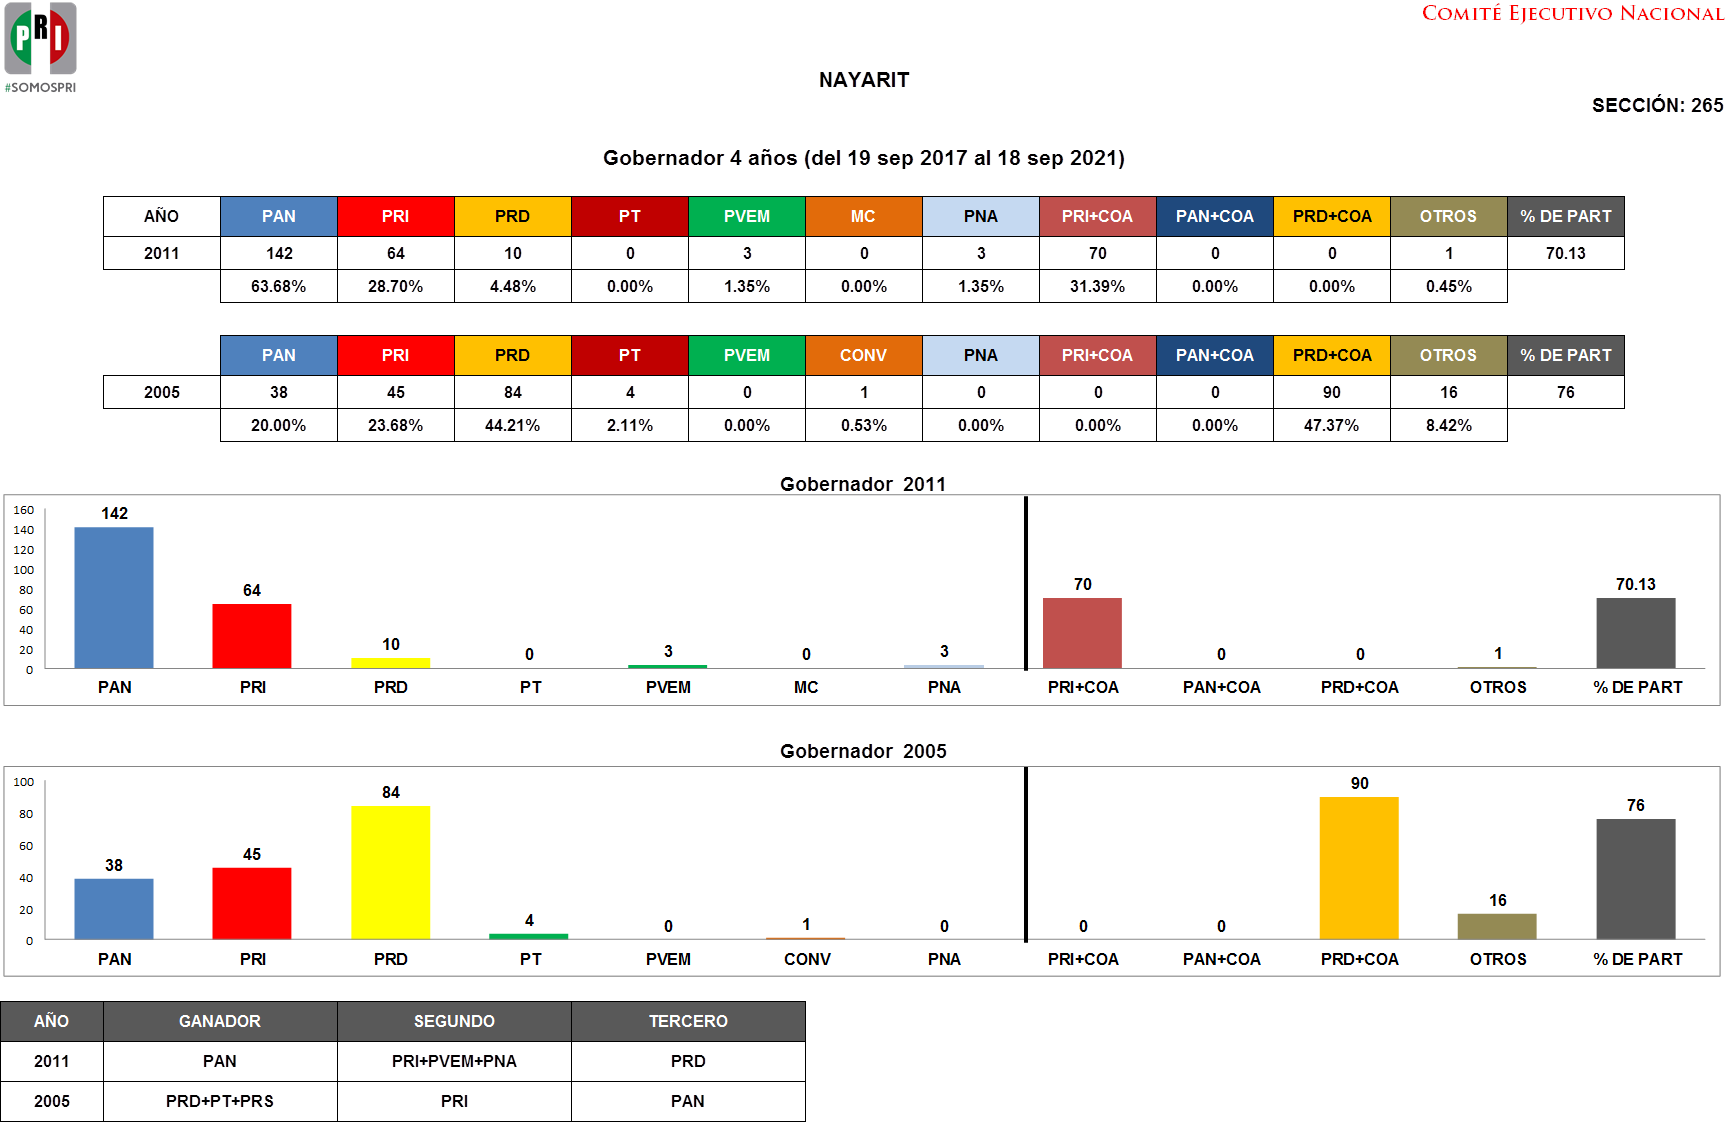 PRI
#SOMOSPRI
COMITÉ EJECUTIVO NACIONAL
NAYARIT
SECCIÓN: 265
Gobernador 4 años (del 19 sep 2017 al 18 sep 2021)
AÑO PAN PRI PRD PT PVEM MC PNA PRI+COA PAN+COA PRD+COA OTROS % DE PART
2011 142 64 10 0 3 0 3 70 0 0 1 70.13
63.68% 28.70% 4.48% 0.00% 1.35% 0.00% 1.35% 31.39% 0.00% 0.00% 0.45%
PAN PRI PRD PT PVEM CONV PNA PRI+COA PAN+COA PRD+COA OTROS % DE PART
2005 38 45 84 4 0 1 0 0 0 90 16 76
20.00% 23.68% 44.21% 2.11% 0.00% 0.53% 0.00% 0.00% 0.00% 47.37% 8.42%
Gobernador 2011
160
140
120
100
80
60
40
20
0
142 64 10 0 3 0 3 70 0 0 1 70.13
PAN PRI PRD PT PVEM MC PNA PRI+COA PAN+COA PRD+COA OTROS % DE PART
Gobernador 2005
100
80
60
40
20
0
38 45 84 4 0 1 0 0 0 90 16 76
PAN PRI PRD PT PVEM CONV PNA PRI+COA PAN+COA PRD+COA OTROS % DE PART
AÑO GANADOR SEGUNDO TERCERO
2011 PAN PRI+PVEM+PNA PRD
2005 PRD+PT+PRS PRI PAN